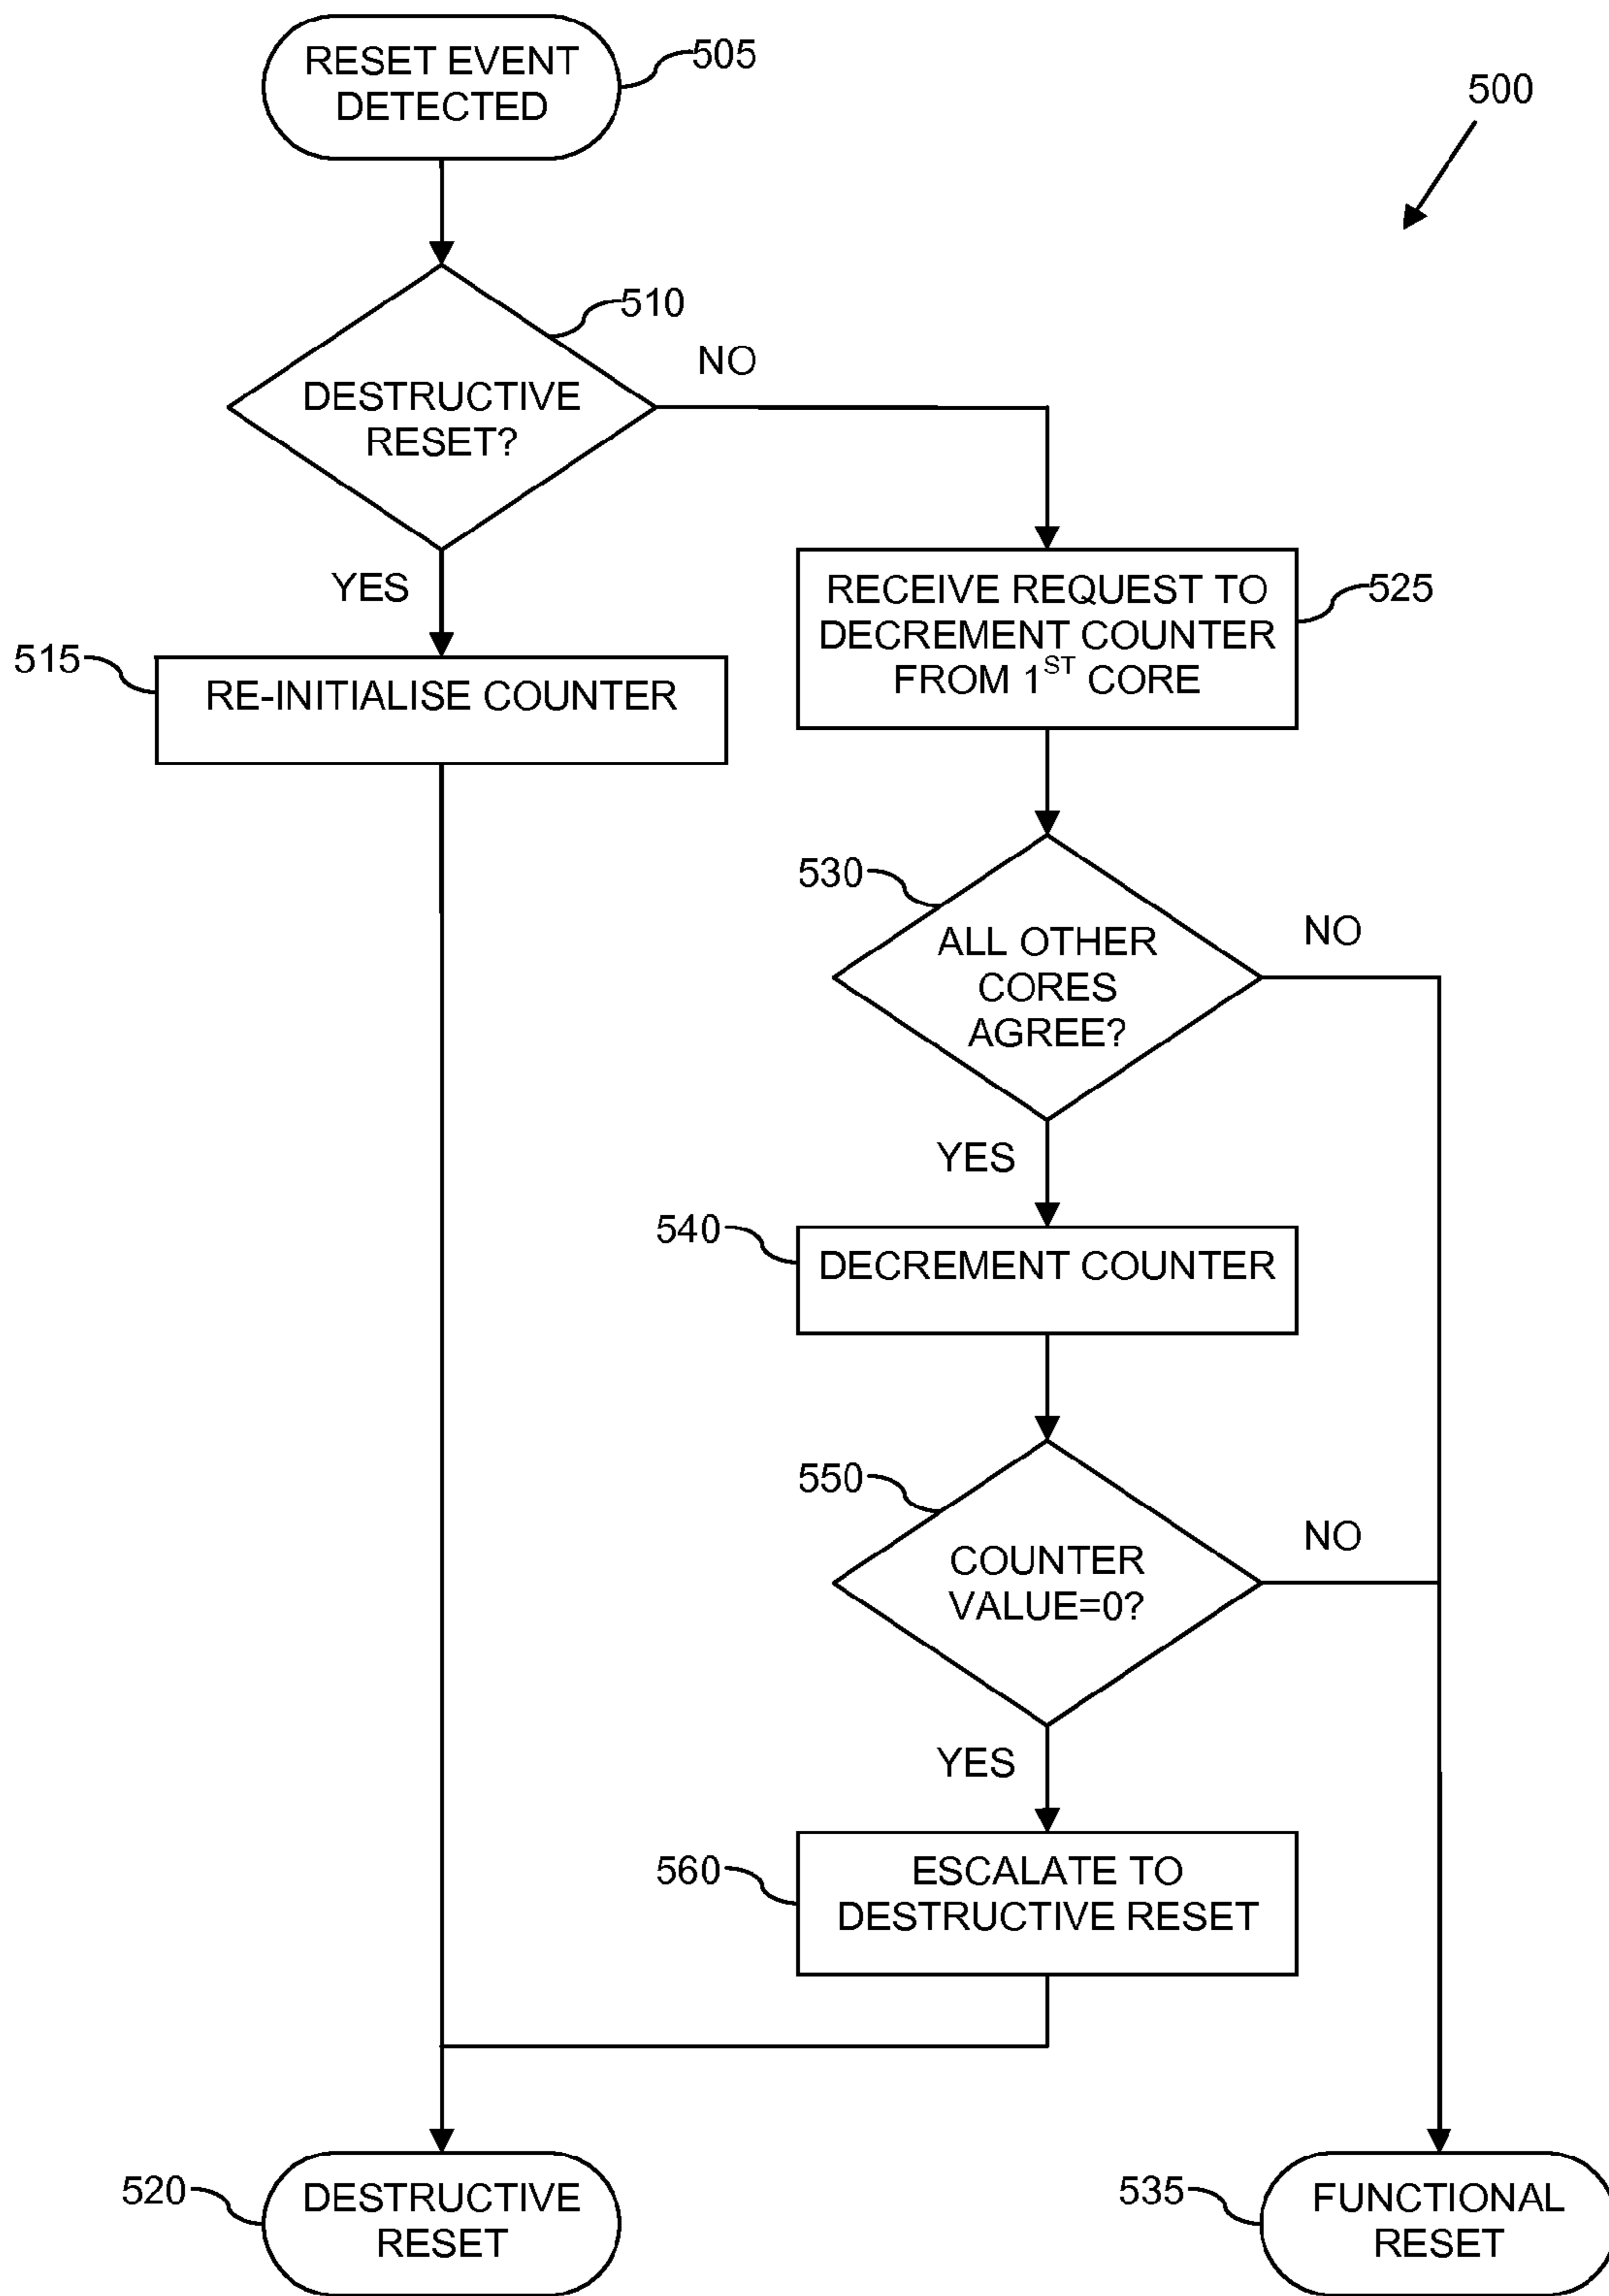 RESET EVENT
DETECTED
505
500
510
NO
DESTRUCTIVE
RESET?
YES
515
RE-INITIALISE COUNTER
RECEIVE REQUEST TO
DECREMENT COUNTER
FROM 1ST CORE
525
530
ALL OTHER
CORES
AGREE?
NO
YES
540
DECREMENT COUNTER
550
COUNTER
VALUE=0?
NO
YES
560
ESCALATE TO
DESTRUCTIVE RESET
520
DESTRUCTIVE
RESET
535
FUNCTIONAL
RESET